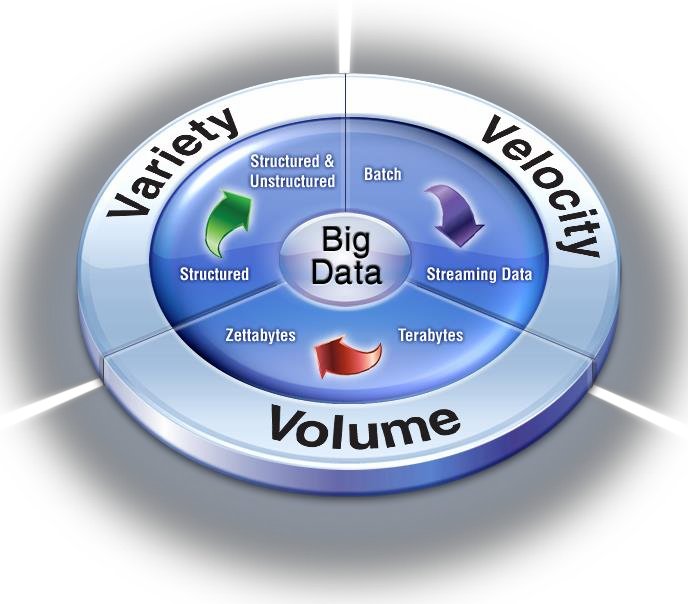 Variety
Velocity
Structured &
Unstructured
Batch
Big
Data
Structured
Streaming Data
Zettabytes
Terabytes
Volume